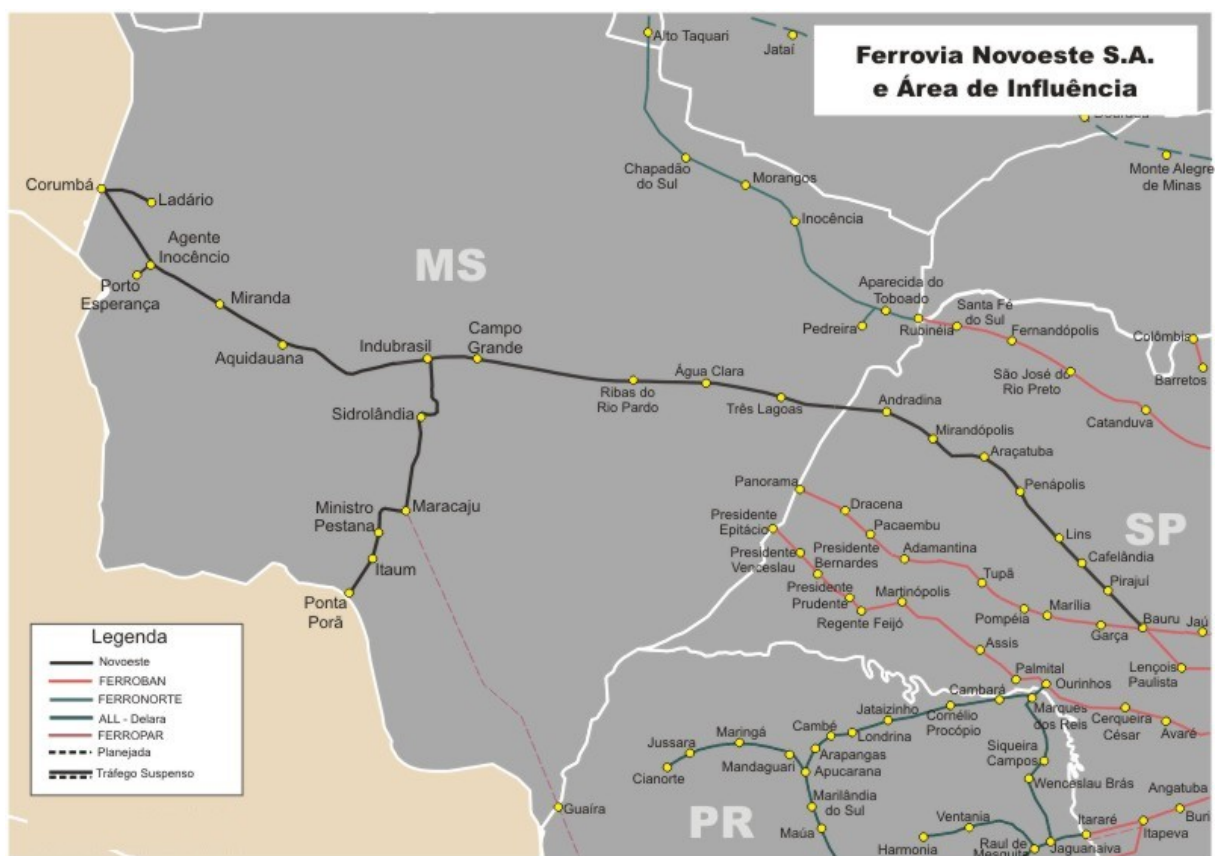 Ferrovia Novoeste S.A.
e Área de Influência
Alto Taquari
Jataí
Monte Alegre
de Minas
Chapadão
do Sul
Morangos
Inocência
Corumbá
Ladário
Agente
Inocêncio
Porto
Esperança
MS
Miranda
Aquidauana
Indubrasil
Campo
Grande
Aparecida do
Toboado
Pedreira
Rubinéia
Santa Fé
do Sul
Fernandópolis
Colômbia
Barretos
São José do
Rio Preto
Catanduva
Ribas do
Rio Pardo
Água Clara
Três Lagoas
Andradina
Mirandópolis
Araçatuba
Penápolis
Sidrolândia
Maracaju
Ministro
Pestana
Itaum
Ponta
Porã
Panorama
Dracena
Pacaembu
Adamantina
Tupã
Pompéia
Marília
Garça
SP
Lins
Cafelândia
Pirajuí
Bauru
Jaú
Lençois
Paulista
Presidente
Epitácio
Presidente
Venceslau
Presidente
Bernardes
Presidente
Prudente
Regente Feijó
Martinópolis
Assis
Palmital
Ourinhos
Cerqueira
César
Avaré
Cambará
Marques
dos Reis
Cornélio
Procópio
Jataizinho
Londrina
Cambé
Arapangas
Apucarana
Mandaguari
Maringá
Jussara
Cianorte
Marilândia
do Sul
Maúa
Guaíra
PR
Siqueira
Campos
Wenceslau Brás
Ventania
Harmonia
Raul de
Mesquita
Jaguanaiva
Itararé
Itapeva
Angatuba
Buri
Legenda
Novoeste
FERROBAN
FERRONORTE
ALL - Delara
FERROPAR
Planejada
Tráfego Suspenso